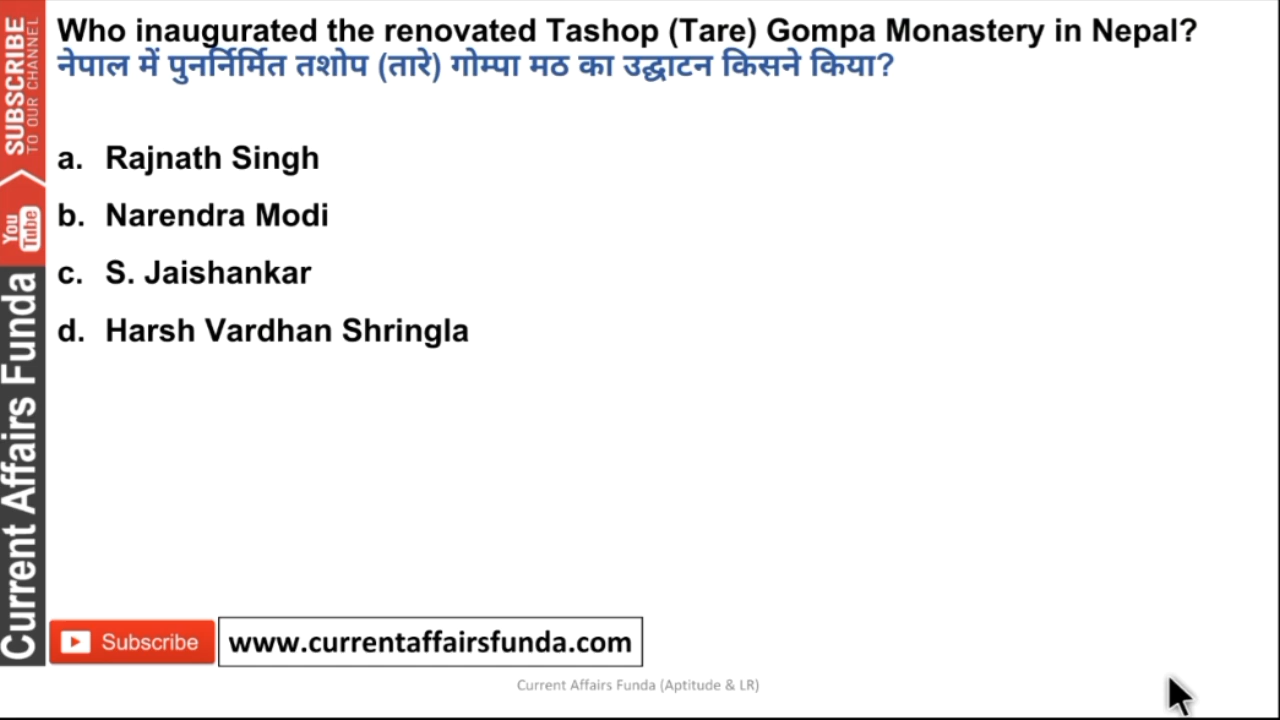 Who inaugurated the renovated Tashop (Tare) Gompa Monastery in Nepal?
नेपाल में पुनर्निर्मित तशोप (तारे) गोम्पा मठ का उद्घाटन किसने किया?
a. Rajnath Singh
b. Narendra Modi
c. S. Jaishankar
d. Harsh Vardhan Shringla
SUBSCRIBE
TO OUR CHANNEL
You Tube
Current Affairs Funda
Subscribe
www.currentaffairsfunda.com
Current Affairs Funda (Aptitude & LR)